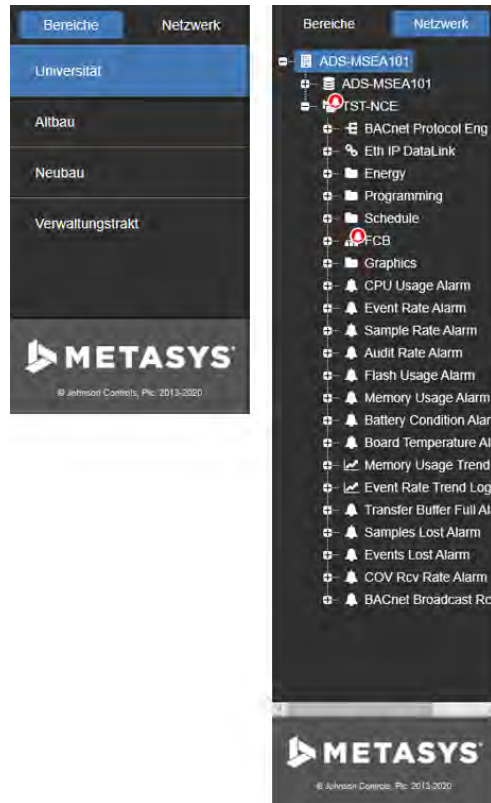 Bereiche Netzwerk
Universität
Altbau
Neubau
Verwaltungstrakt
METASYS®
© Johnson Controls, Plc. 2013-2020
Bereiche Netzwerk
ADS-MSEA101
ADS-MSEA101
TST-NCE
BACnet Protocol Eng
Eth IP DataLink
Energy
Programming
Schedule
FCB
Graphics
CPU Usage Alarm
Event Rate Alarm
Sample Rate Alarm
Audit Rate Alarm
Flash Usage Alarm
Memory Usage Alarm
Battery Condition Alar
Board Temperature Al
Memory Usage Trend
Event Rate Trend Log
Transfer Buffer Full Al
Samples Lost Alarm
Events Lost Alarm
COV Rcv Rate Alarm
BACnet Broadcast Rc
METASYS
© Johnson Controls, Plc. 2013-2020